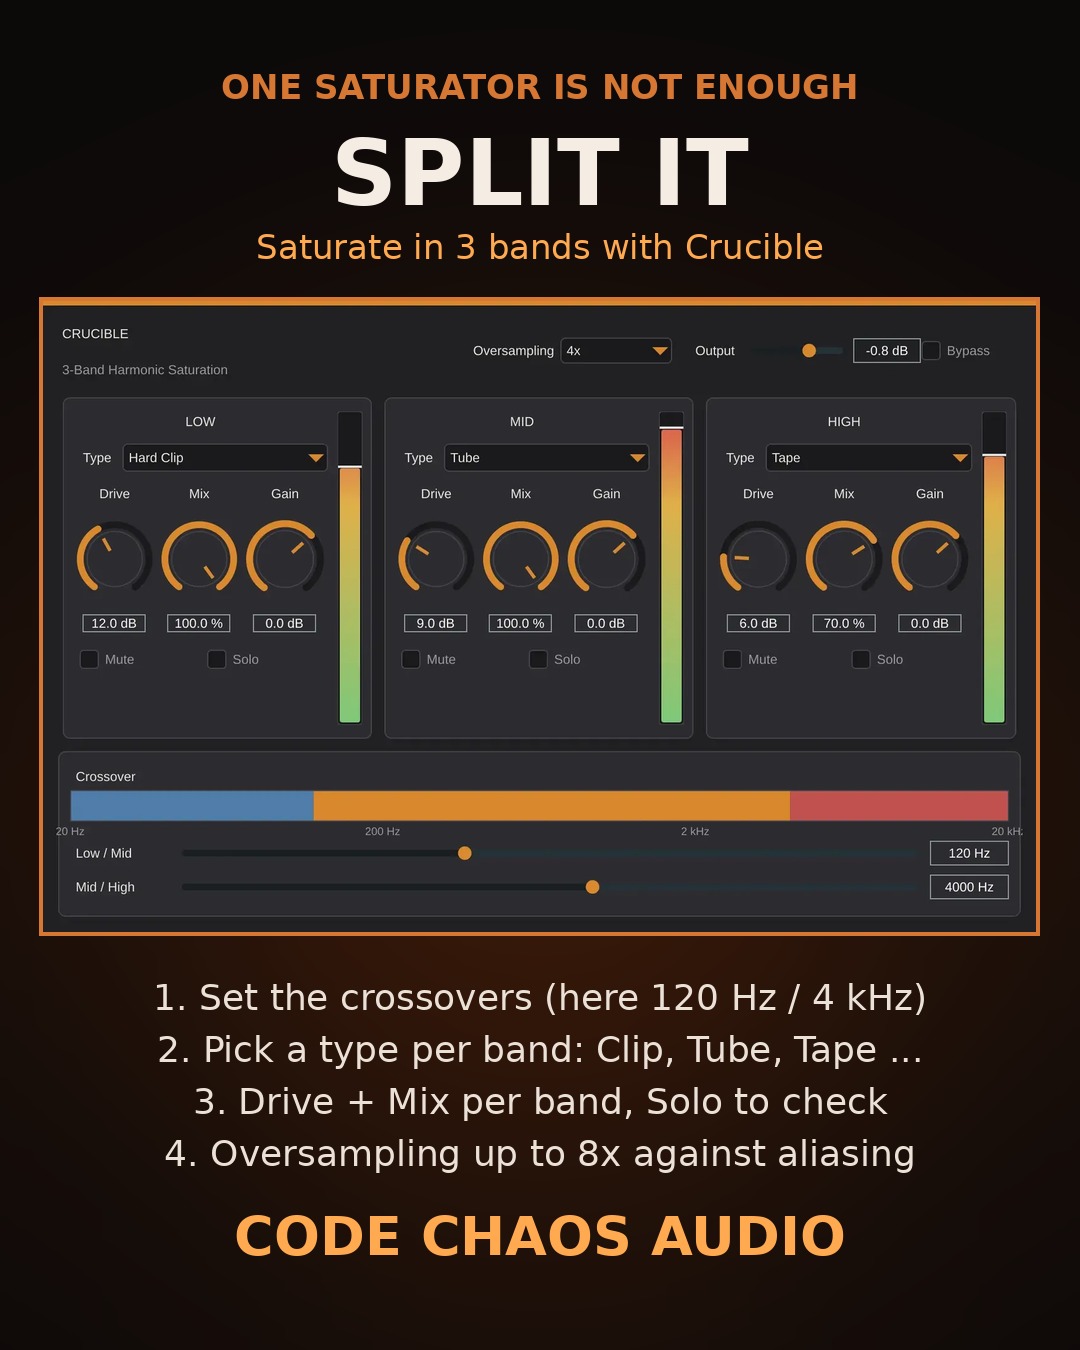 ONE SATURATOR IS NOT ENOUGH
SPLIT IT
Saturate in 3 bands with Crucible
CRUCIBLE
3-Band Harmonic Saturation
Oversampling 4x Output -0.8 dB Bypass
LOW
Type Hard Clip
Drive Mix Gain
12.0 dB 100.0 % 0.0 dB
Mute Solo
MID
Type Tube
Drive Mix Gain
9.0 dB 100.0 % 0.0 dB
Mute Solo
HIGH
Type Tape
Drive Mix Gain
6.0 dB 70.0 % 0.0 dB
Mute Solo
Crossover
20 Hz 200 Hz 2 kHz 20 kHz
Low / Mid 120 Hz
Mid / High 4000 Hz
1. Set the crossovers (here 120 Hz / 4 kHz)
2. Pick a type per band: Clip, Tube, Tape ...
3. Drive + Mix per band, Solo to check
4. Oversampling up to 8x against aliasing
CODE CHAOS AUDIO